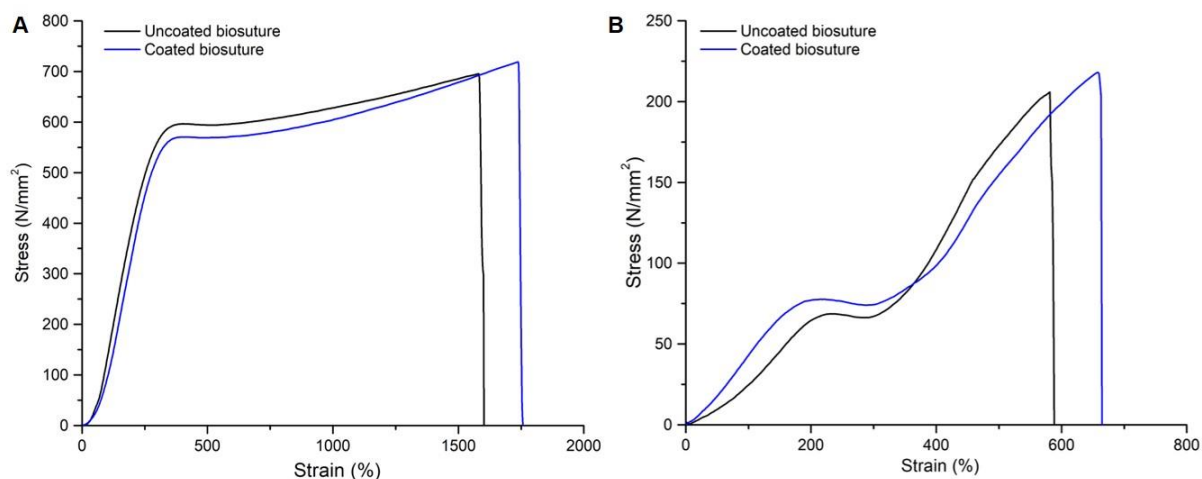 A
Uncoated biosuture
Coated biosuture
800
700
600
500
400
300
200
100
0
Stress (N/mm²)
0
500
1000
1500
2000
Strain (%)
B
Uncoated biosuture
Coated biosuture
250
200
150
100
50
0
Stress (N/mm²)
0
200
400
600
800
Strain (%)